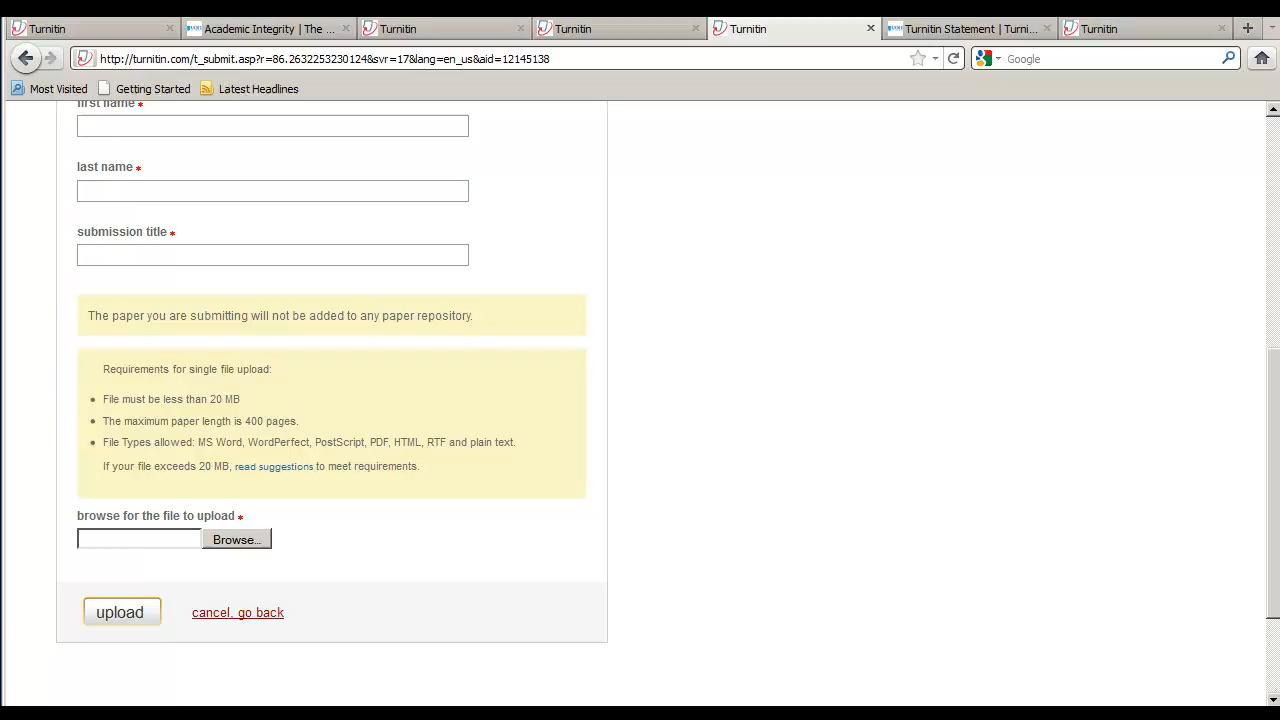 Turnitin
Academic Integrity | The ...
Turnitin
Turnitin
Turnitin
Turnitin Statement | Turni...
Turnitin
http://turnitin.com/t_submit.asp?r=86.2632253230124&svr=17&lang=en_us&aid=12145138
Google
Most Visited
Getting Started
Latest Headlines
first name *
last name *
submission title *
The paper you are submitting will not be added to any paper repository.
Requirements for single file upload:
• File must be less than 20 MB
• The maximum paper length is 400 pages.
• File Types allowed: MS Word, WordPerfect, PostScript, PDF, HTML, RTF and plain text.
If your file exceeds 20 MB, read suggestions to meet requirements.
browse for the file to upload *
Browse...
upload
cancel, go back